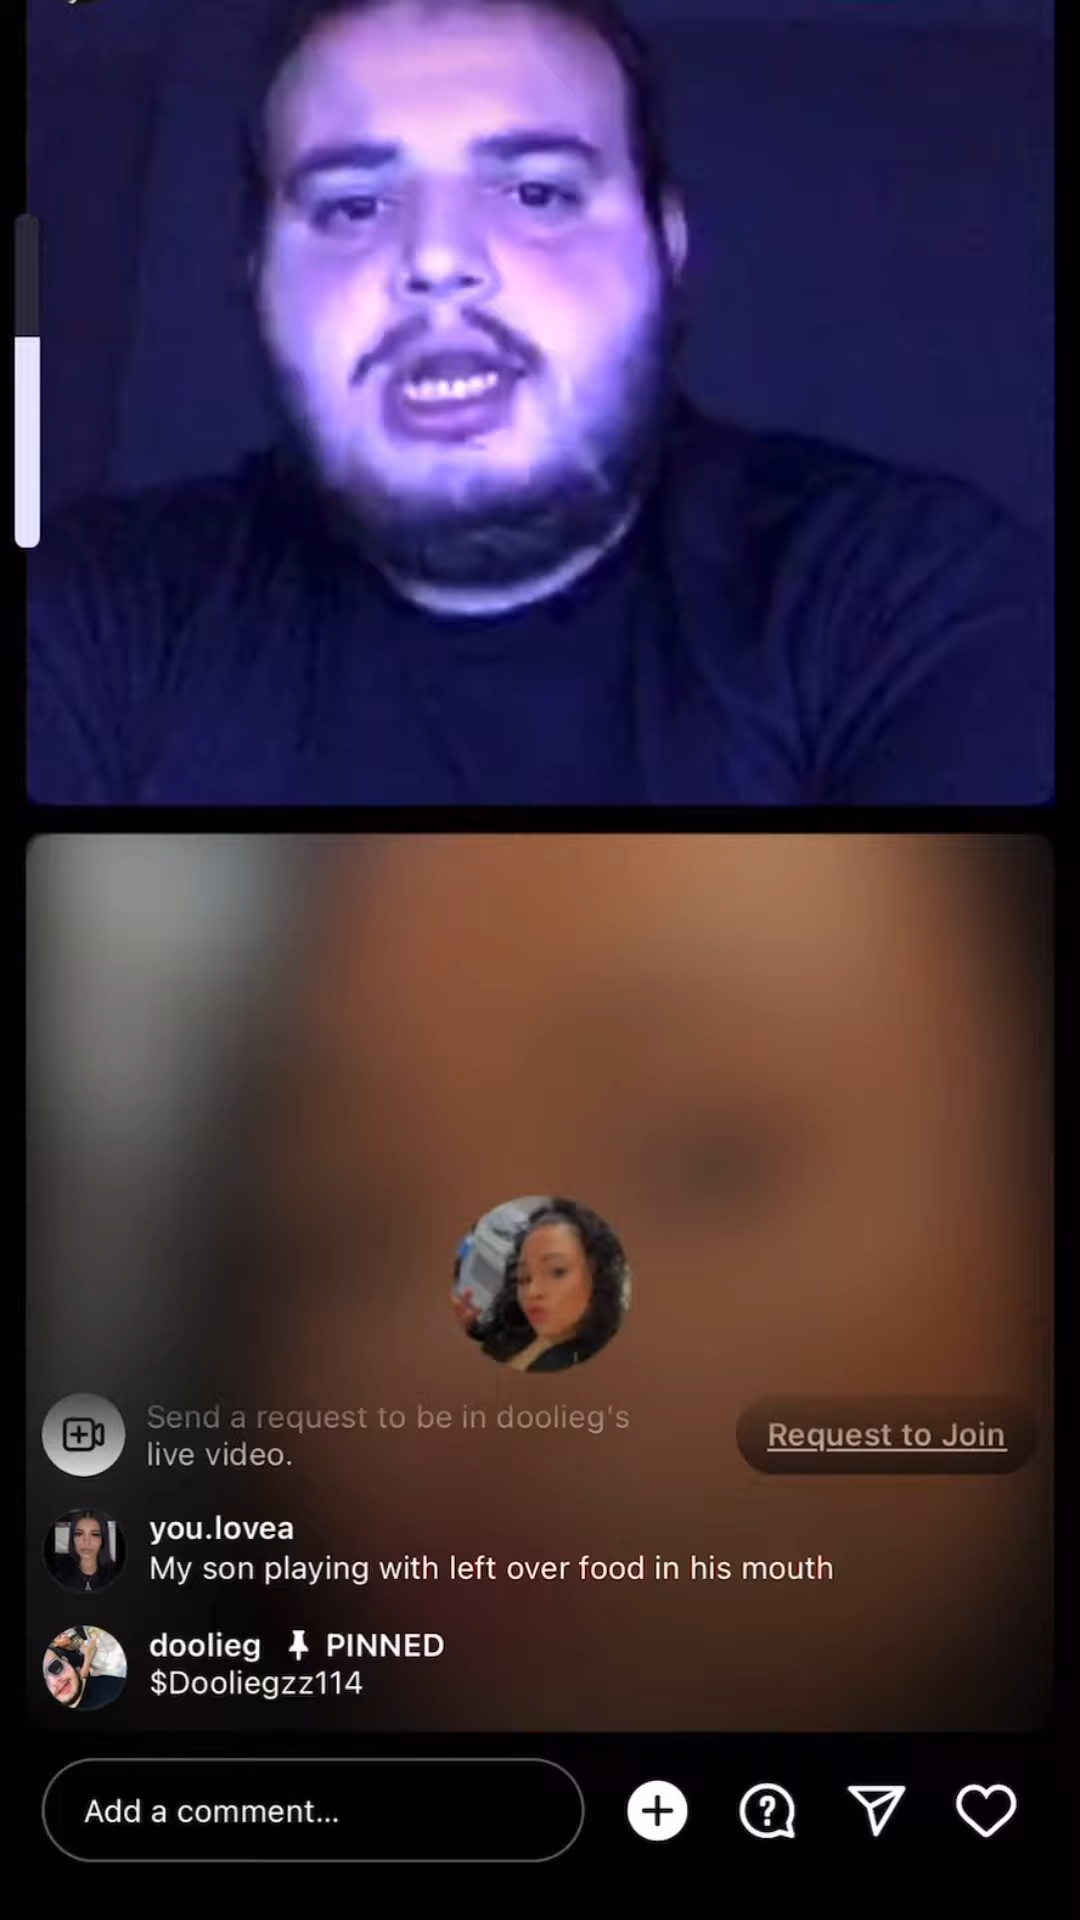 Send a request to be in doolieg's
live video.
Request to Join
you.lovea
My son playing with left over food in his mouth
doolieg PINNED
$Dooliegzz114
Add a comment...